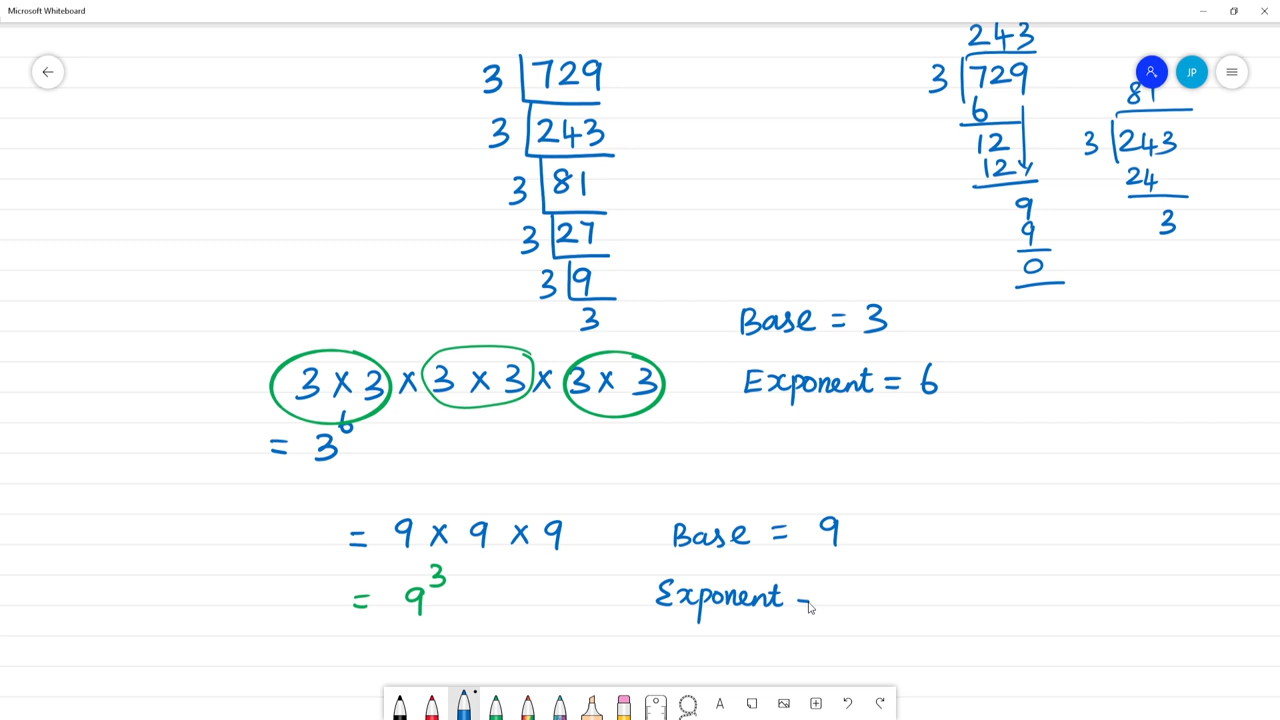 Microsoft Whiteboard
JP
3 729
3 243
3 81
3 27
3 9
3
243
3 729
6
12
12
9
9
0
81
3 243
24
3
Base = 3
3 × 3 × 3 × 3 × 3 × 3
Exponent = 6
= 3^6
= 9 × 9 × 9
Base = 9
= 9^3
Exponent -
A